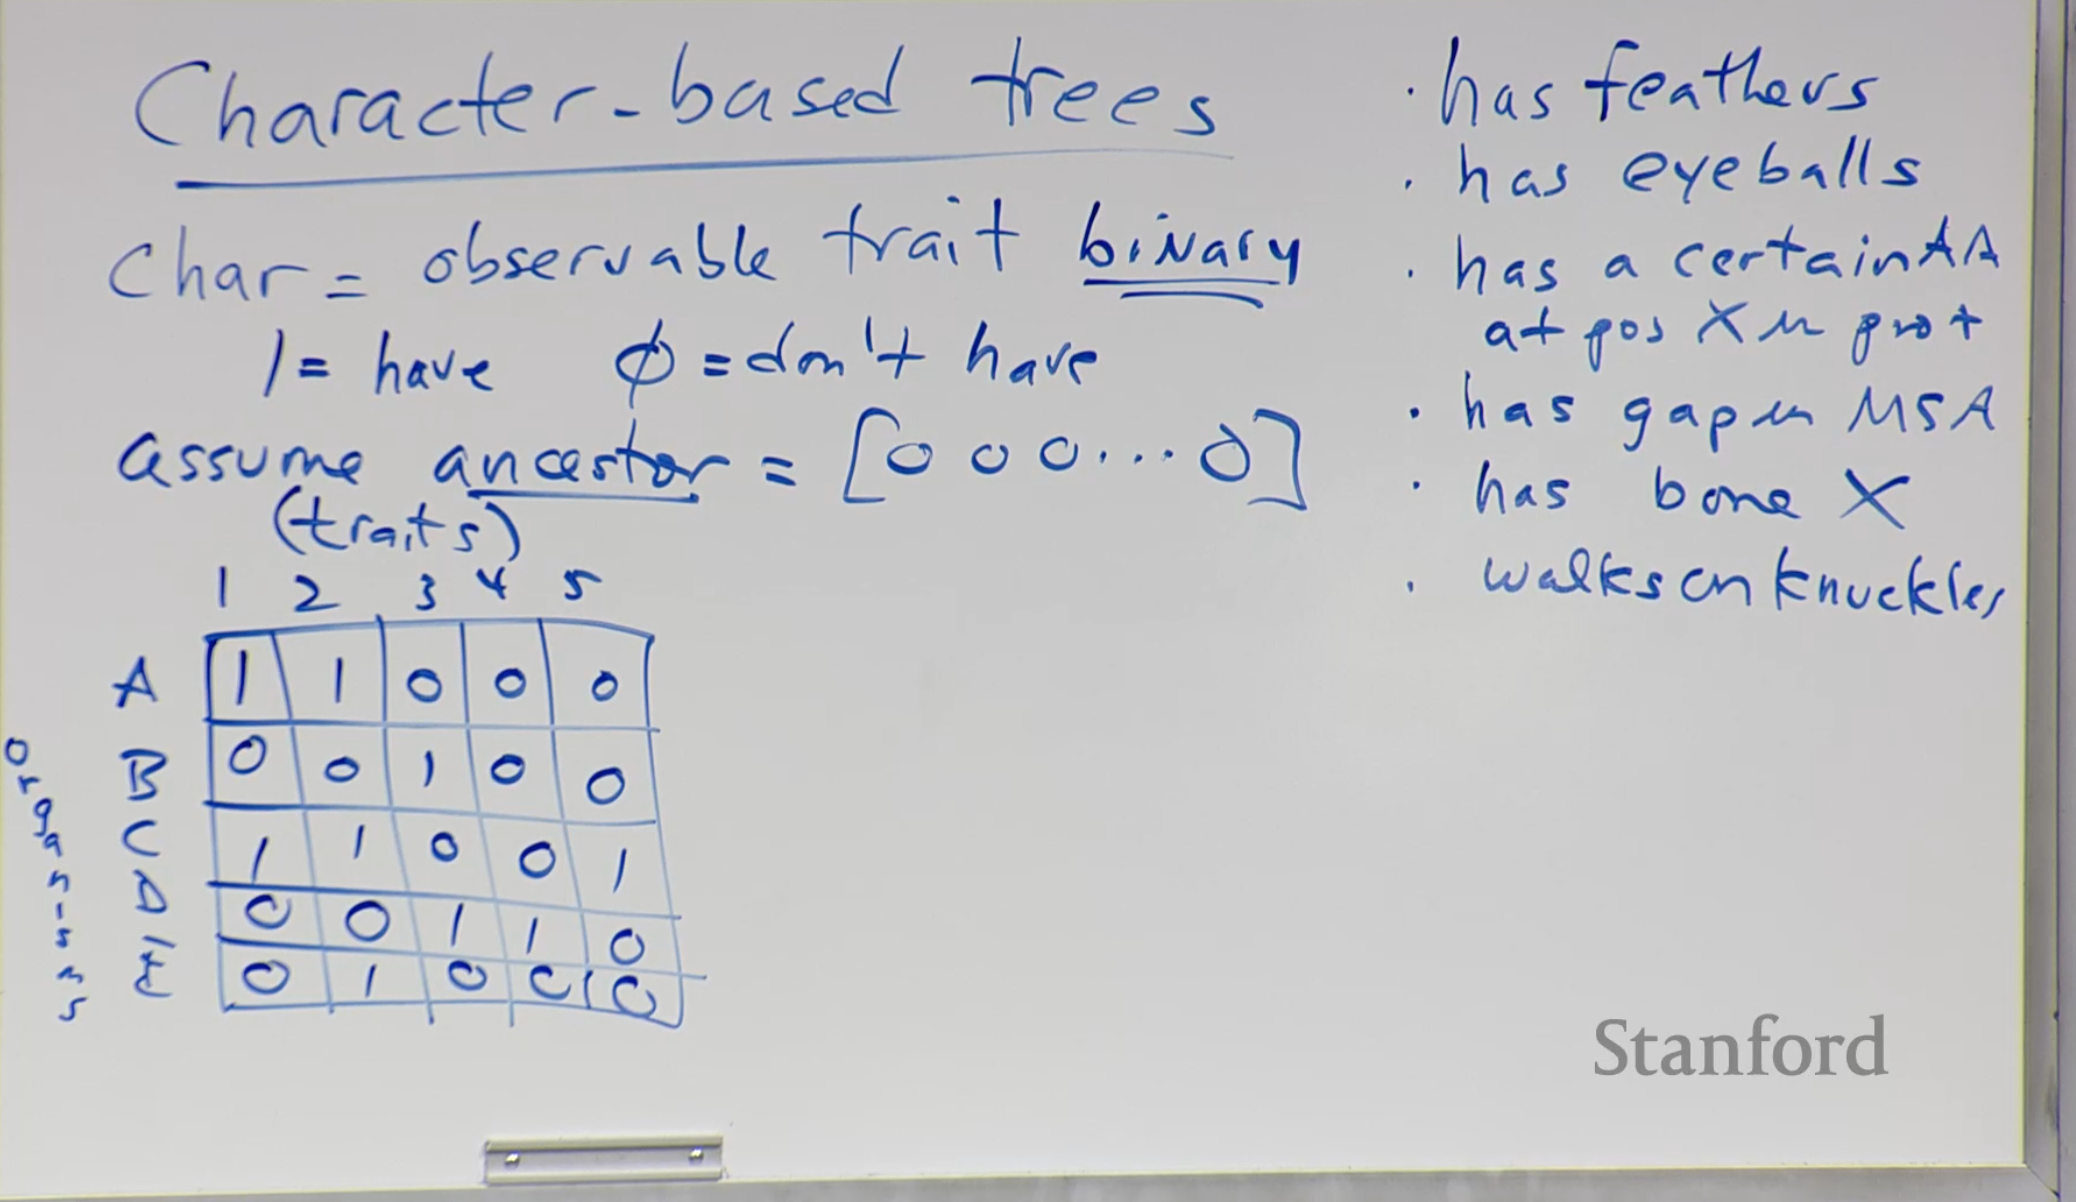 Character-based trees
Char = observable trait binary
1 = have ∅ = don't have
assume ancestor = [0 0 0 ... 0]
(traits)
1 2 3 4 5
A 1 1 0 0 0
B 0 0 1 0 0
C 1 1 0 0 1
D 0 0 1 1 0
E 0 1 0 0 0
organisms
· has feathers
· has eyeballs
· has a certain AA
at pos X in prot
· has gap in MSA
· has bone X
· walks on knuckles
Stanford